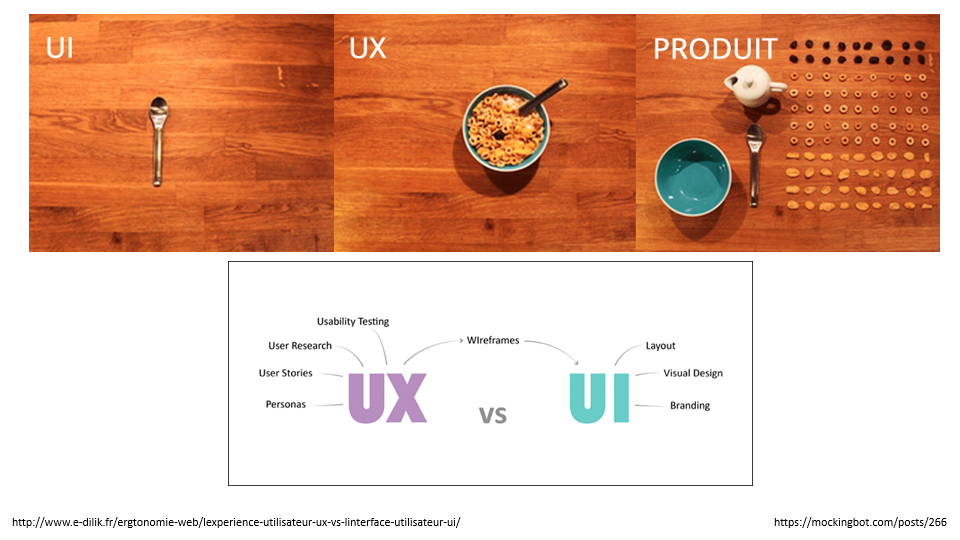 UI
UX
PRODUIT
Usability Testing
User Research
User Stories
Personas
WIreframes
UX
vs
UI
Layout
Visual Design
Branding
http://www.e-dilik.fr/ergtonomie-web/lexperience-utilisateur-ux-vs-linterface-utilisateur-ui/
https://mockingbot.com/posts/266